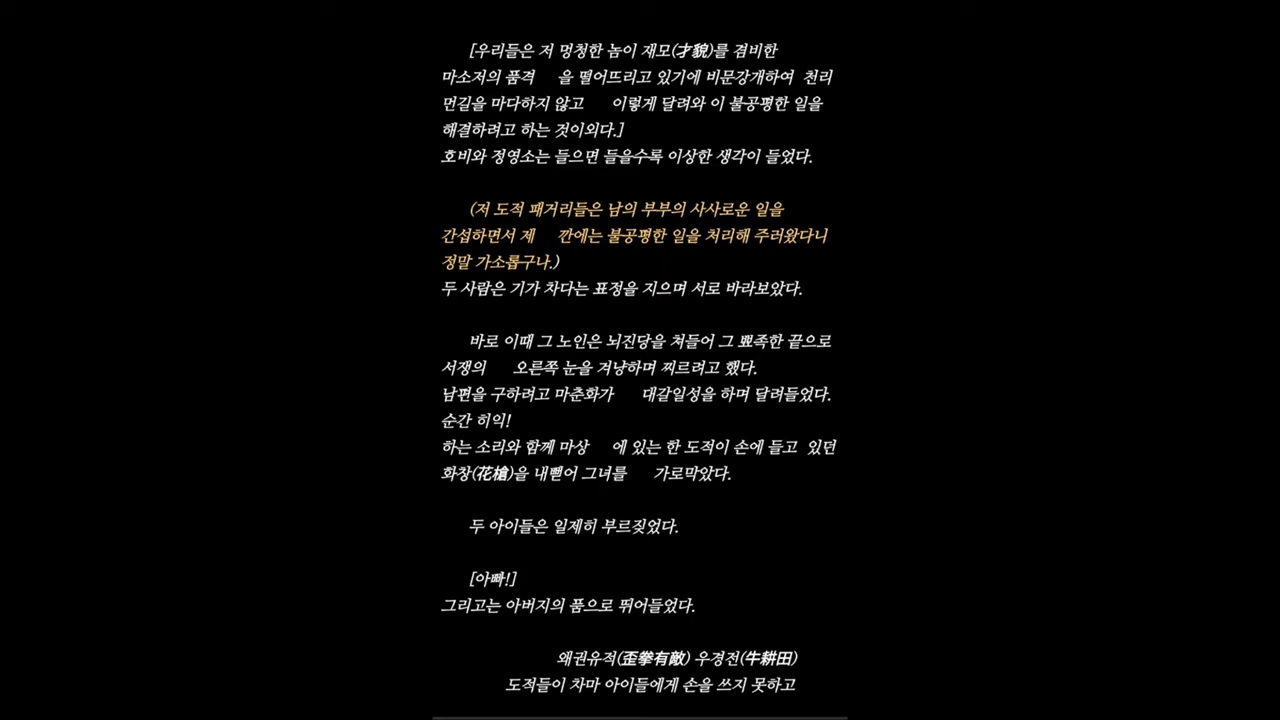 [우리들은 저 멍청한 놈이 재모(才貌)를 겸비한
마소저의 품격 을 떨어뜨리고 있기에 비문강개하여 천리
먼길을 마다하지 않고 이렇게 달려와 이 불공평한 일을
해결하려고 하는 것이외다.]
호비와 정영소는 들으면 들을수록 이상한 생각이 들었다.
(저 도적 패거리들은 남의 부부의 사사로운 일을
간섭하면서 제 깐에는 불공평한 일을 처리해 주러왔다니
정말 가소롭구나.)
두 사람은 기가 차다는 표정을 지으며 서로 바라보았다.
바로 이때 그 노인은 뇌진당을 쳐들어 그 뾰족한 끝으로
서쟁의 오른쪽 눈을 겨냥하며 찌르려고 했다.
남편을 구하려고 마춘화가 대갈일성을 하며 달려들었다.
순간 히익!
하는 소리와 함께 마상 에 있는 한 도적이 손에 들고 있던
화창(花槍)을 내뻗어 그녀를 가로막았다.
두 아이들은 일제히 부르짖었다.
[아빠!]
그리고는 아버지의 품으로 뛰어들었다.
왜권유적(歪拳有敵) 우경전(牛耕田)
도적들이 차마 아이들에게 손을 쓰지 못하고